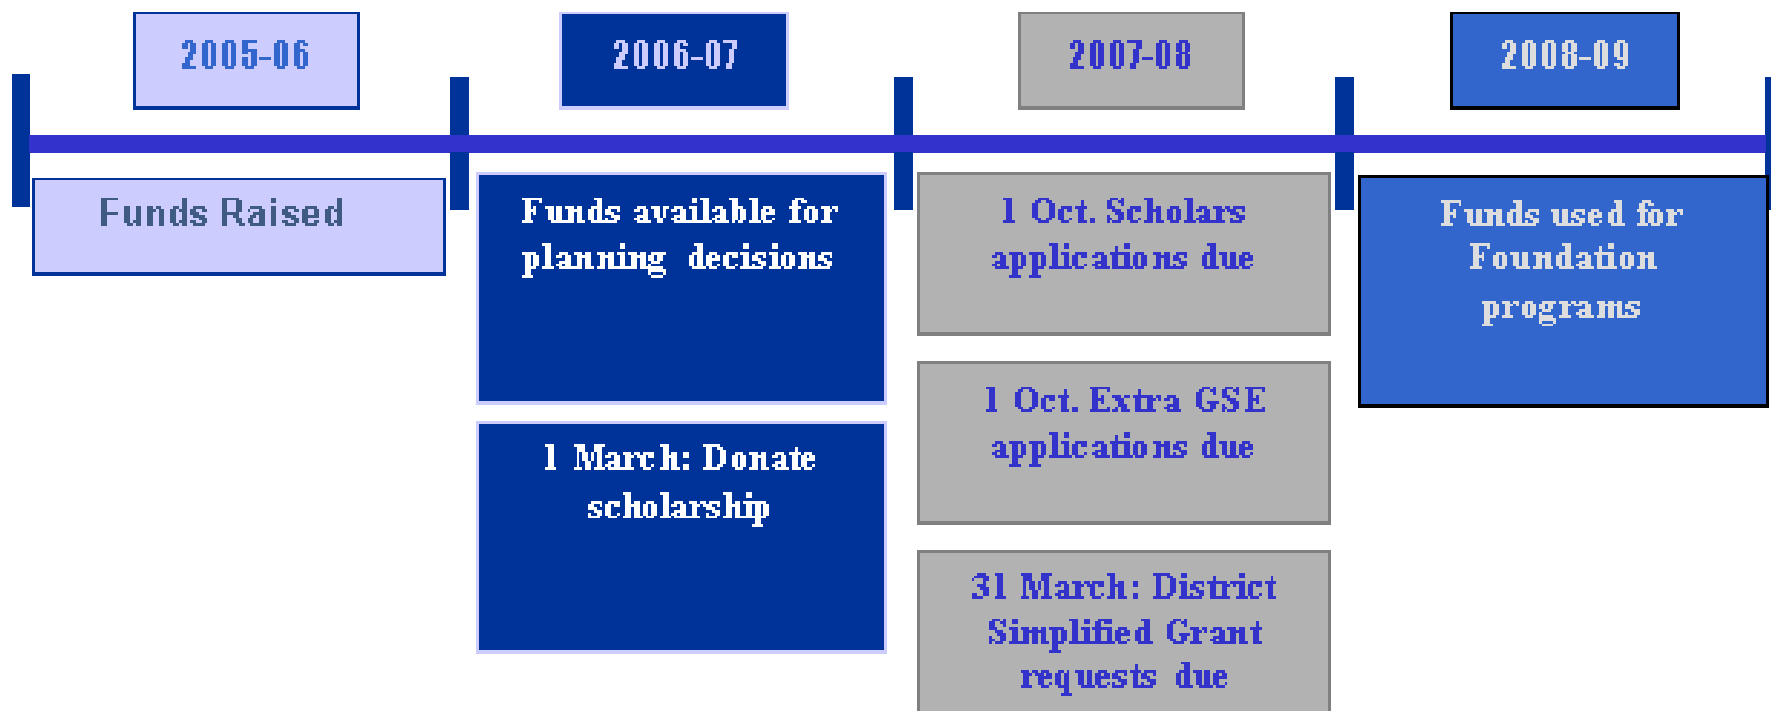 2005-06
2006-07
2007-08
2008-09
Funds Raised
Funds available for
planning decisions
1 March: Donate
scholarship
1 Oct. Scholars
applications due
1 Oct. Extra GSE
applications due
31 March: District
Simplified Grant
requests due
Funds used for
Foundation
programs